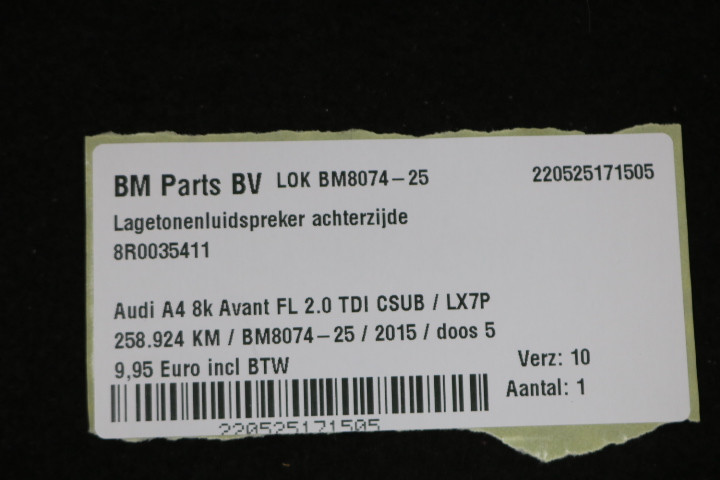 BM Parts BV LOK BM8074-25 220525171505
Lagetonenluidspreker achterzijde
8R0035411
Audi A4 8k Avant FL 2.0 TDI CSUB / LX7P
258.924 KM / BM8074-25 / 2015 / doos 5
9,95 Euro incl BTW Verz: 10
Aantal: 1
220525171505